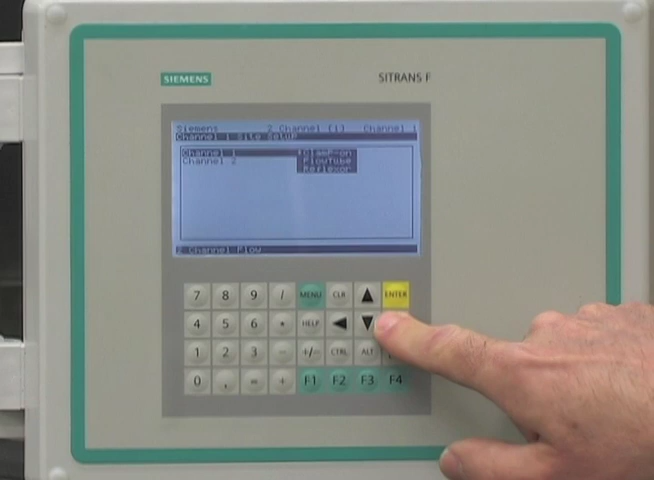 SIEMENS
SITRANS F
Siemens 2 Channel (1) Channel 1
Channel 1 Site Setup
Channel 1 *Clamp-on
Channel 2 FlowTube
Reflexor
2 Channel Flow
7 8 9 / MENU CLR ▲ ENTER
4 5 6 * HELP ◀ ▼
1 2 3 - +/- CTRL ALT
0 . = + F1 F2 F3 F4